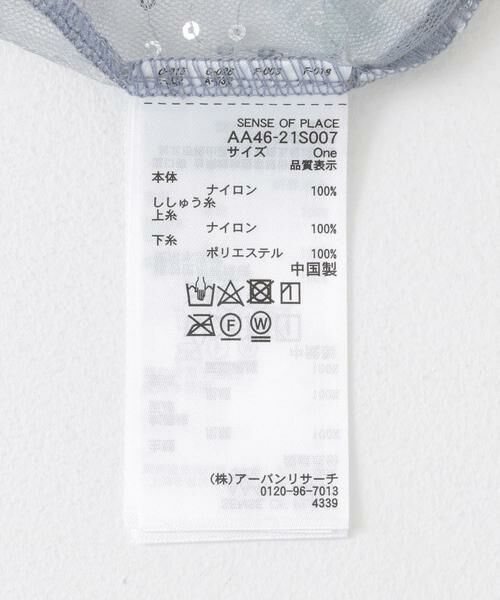 SENSE OF PLACE
AA46-21S007
サイズ One
品質表示
本体
ナイロン 100%
ししゅう糸
上糸
ナイロン 100%
下糸
ポリエステル 100%
中国製
F W
(株)アーバンリサーチ
0120-96-7013
4339